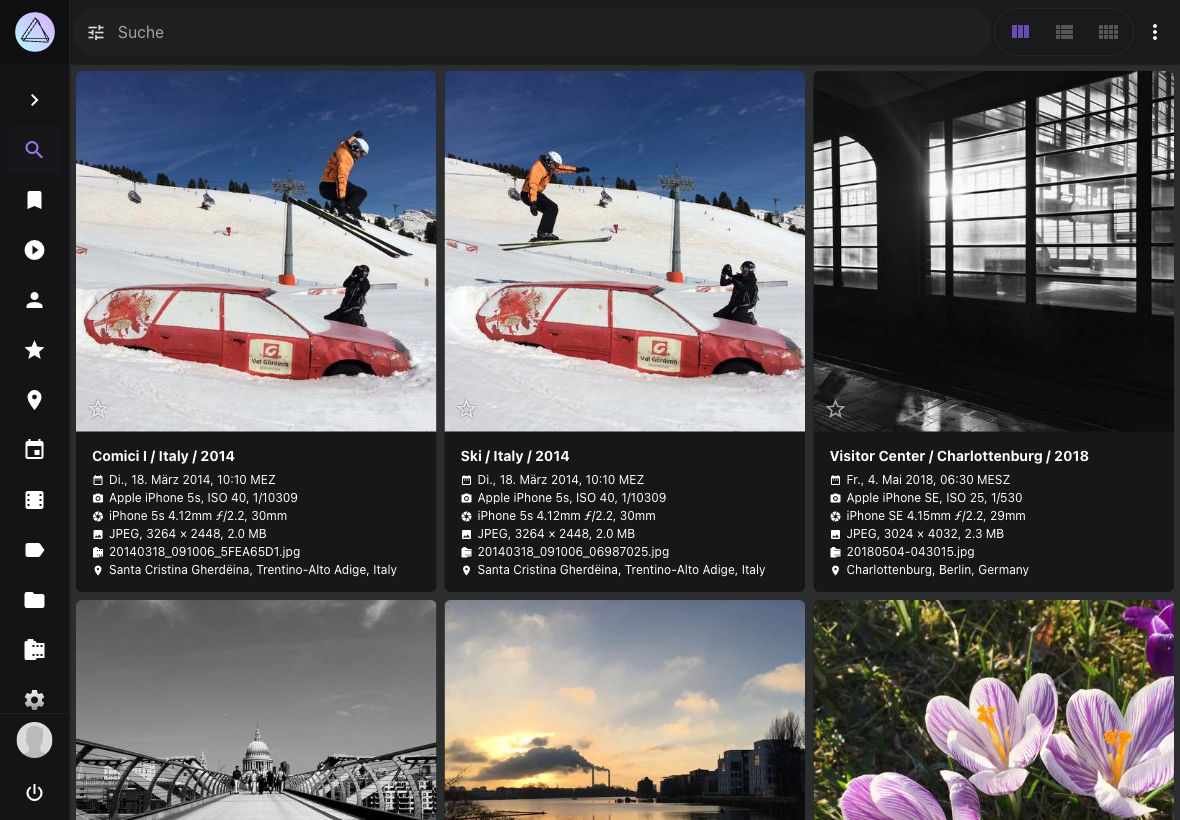 Suche
Val Gardena
Val Gardena
Comici I / Italy / 2014
Di., 18. März 2014, 10:10 MEZ
Apple iPhone 5s, ISO 40, 1/10309
iPhone 5s 4.12mm ƒ/2.2, 30mm
JPEG, 3264 × 2448, 2.0 MB
20140318_091006_5FEA65D1.jpg
Santa Cristina Gherdëina, Trentino-Alto Adige, Italy
Ski / Italy / 2014
Di., 18. März 2014, 10:10 MEZ
Apple iPhone 5s, ISO 40, 1/10309
iPhone 5s 4.12mm ƒ/2.2, 30mm
JPEG, 3264 × 2448, 2.0 MB
20140318_091006_06987025.jpg
Santa Cristina Gherdëina, Trentino-Alto Adige, Italy
Visitor Center / Charlottenburg / 2018
Fr., 4. Mai 2018, 06:30 MESZ
Apple iPhone SE, ISO 25, 1/530
iPhone SE 4.15mm ƒ/2.2, 29mm
JPEG, 3024 × 4032, 2.3 MB
20180504-043015.jpg
Charlottenburg, Berlin, Germany